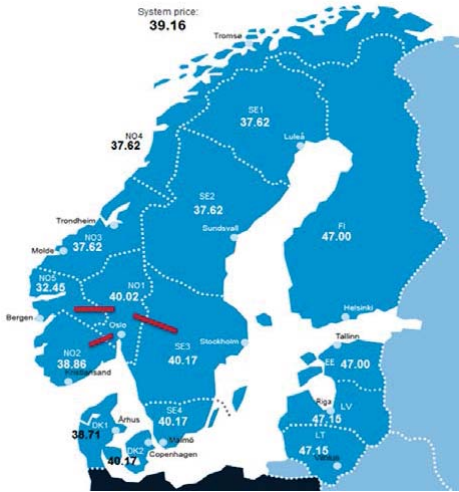 System price:
39.16
Tromsø
SE1
37.62
NO4
37.62
Luleå
SE2
37.62
Trondheim
Sundsvall
NO3
37.62
Molde
FI
47.00
NO5
32.45
NO1
40.02
Bergen
Oslo
Helsinki
Stockholm
Tallinn
SE3
40.17
NO2
38.86
Kristiansand
EE
47.00
Riga
LV
47.15
SE4
40.17
DK1
38.71
Århus
Malmö
DK2
40.17
Copenhagen
LT
47.15
Vilnius